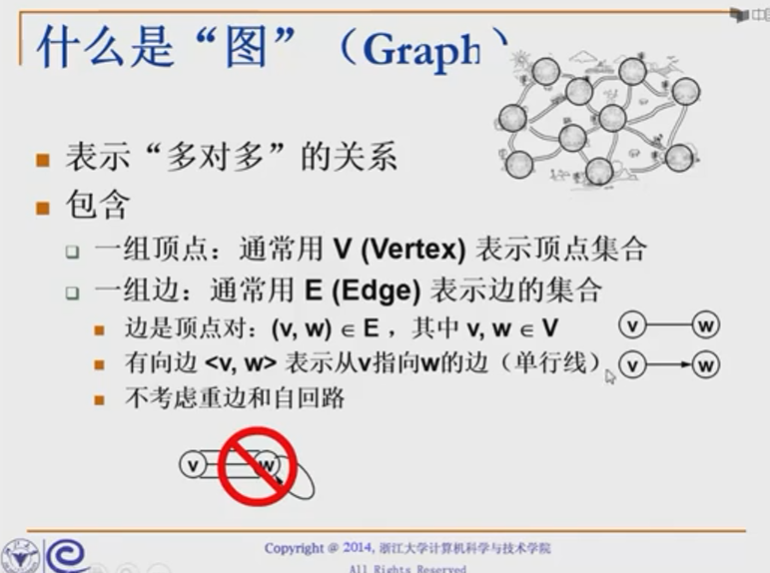 什么是“图”（Graph）
表示“多对多”的关系
包含
一组顶点：通常用 V (Vertex) 表示顶点集合
一组边：通常用 E (Edge) 表示边的集合
边是顶点对：(v, w) ∈ E ，其中 v, w ∈ V
v w
有向边 <v, w> 表示从v指向w的边（单行线）
v w
不考虑重边和自回路
v w
Copyright @ 2014, 浙江大学计算机科学与技术学院
All Rights Reserved